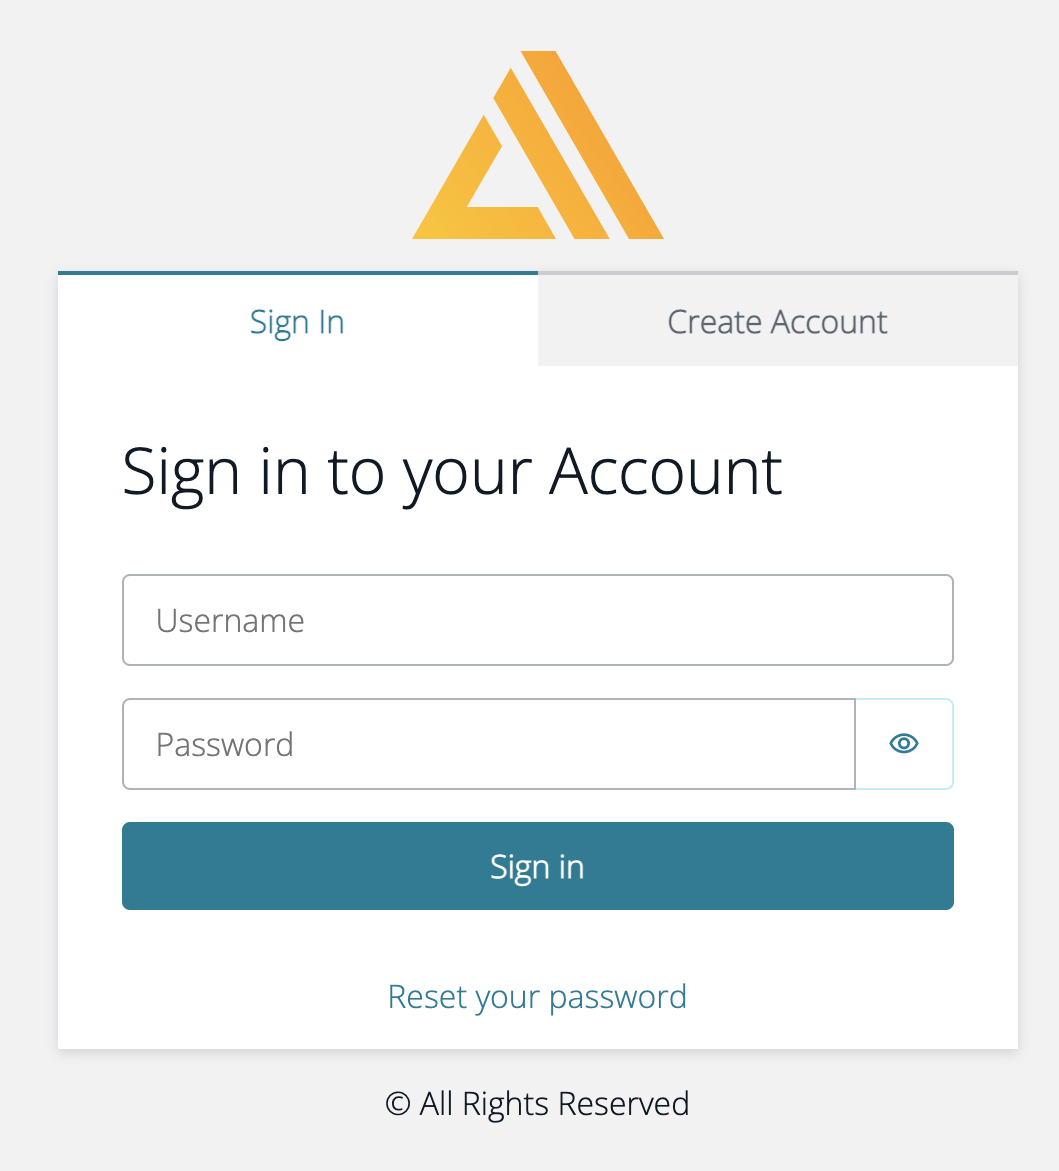 Sign In
Create Account
Sign in to your Account
Username
Password
Sign in
Reset your password
© All Rights Reserved